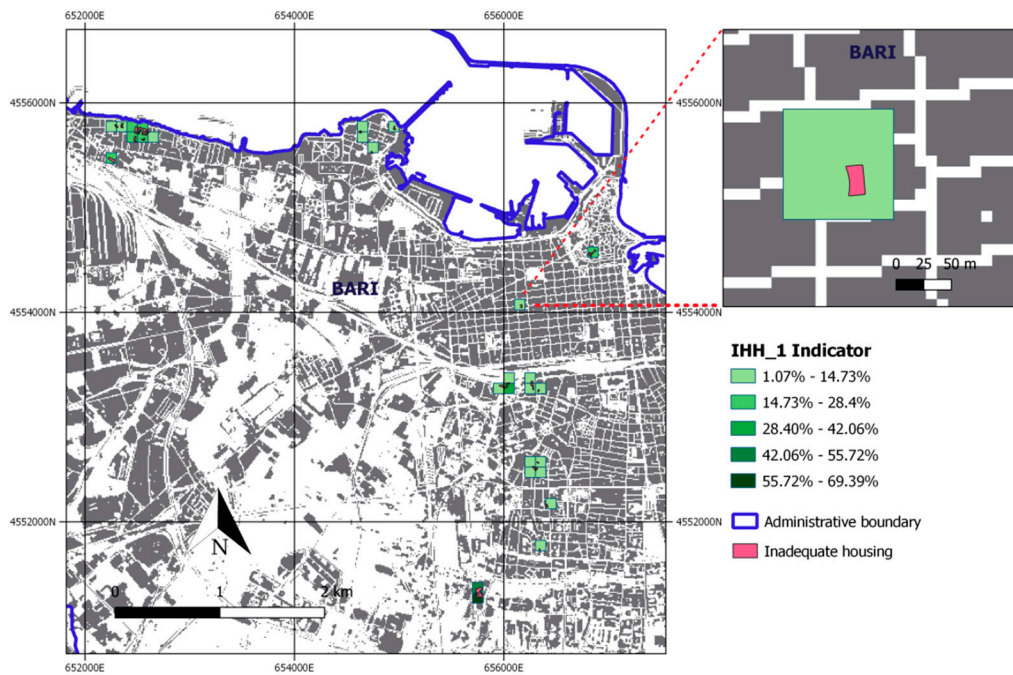 652000E 654000E 656000E
4556000N 4556000N
BARI
BARI
0 25 50 m
4554000N 4554000N
IHH_1 Indicator
1.07% - 14.73%
14.73% - 28.4%
28.40% - 42.06%
42.06% - 55.72%
55.72% - 69.39%
4552000N 4552000N
Administrative boundary
Inadequate housing
N
0 1 2 km
652000E 654000E 656000E